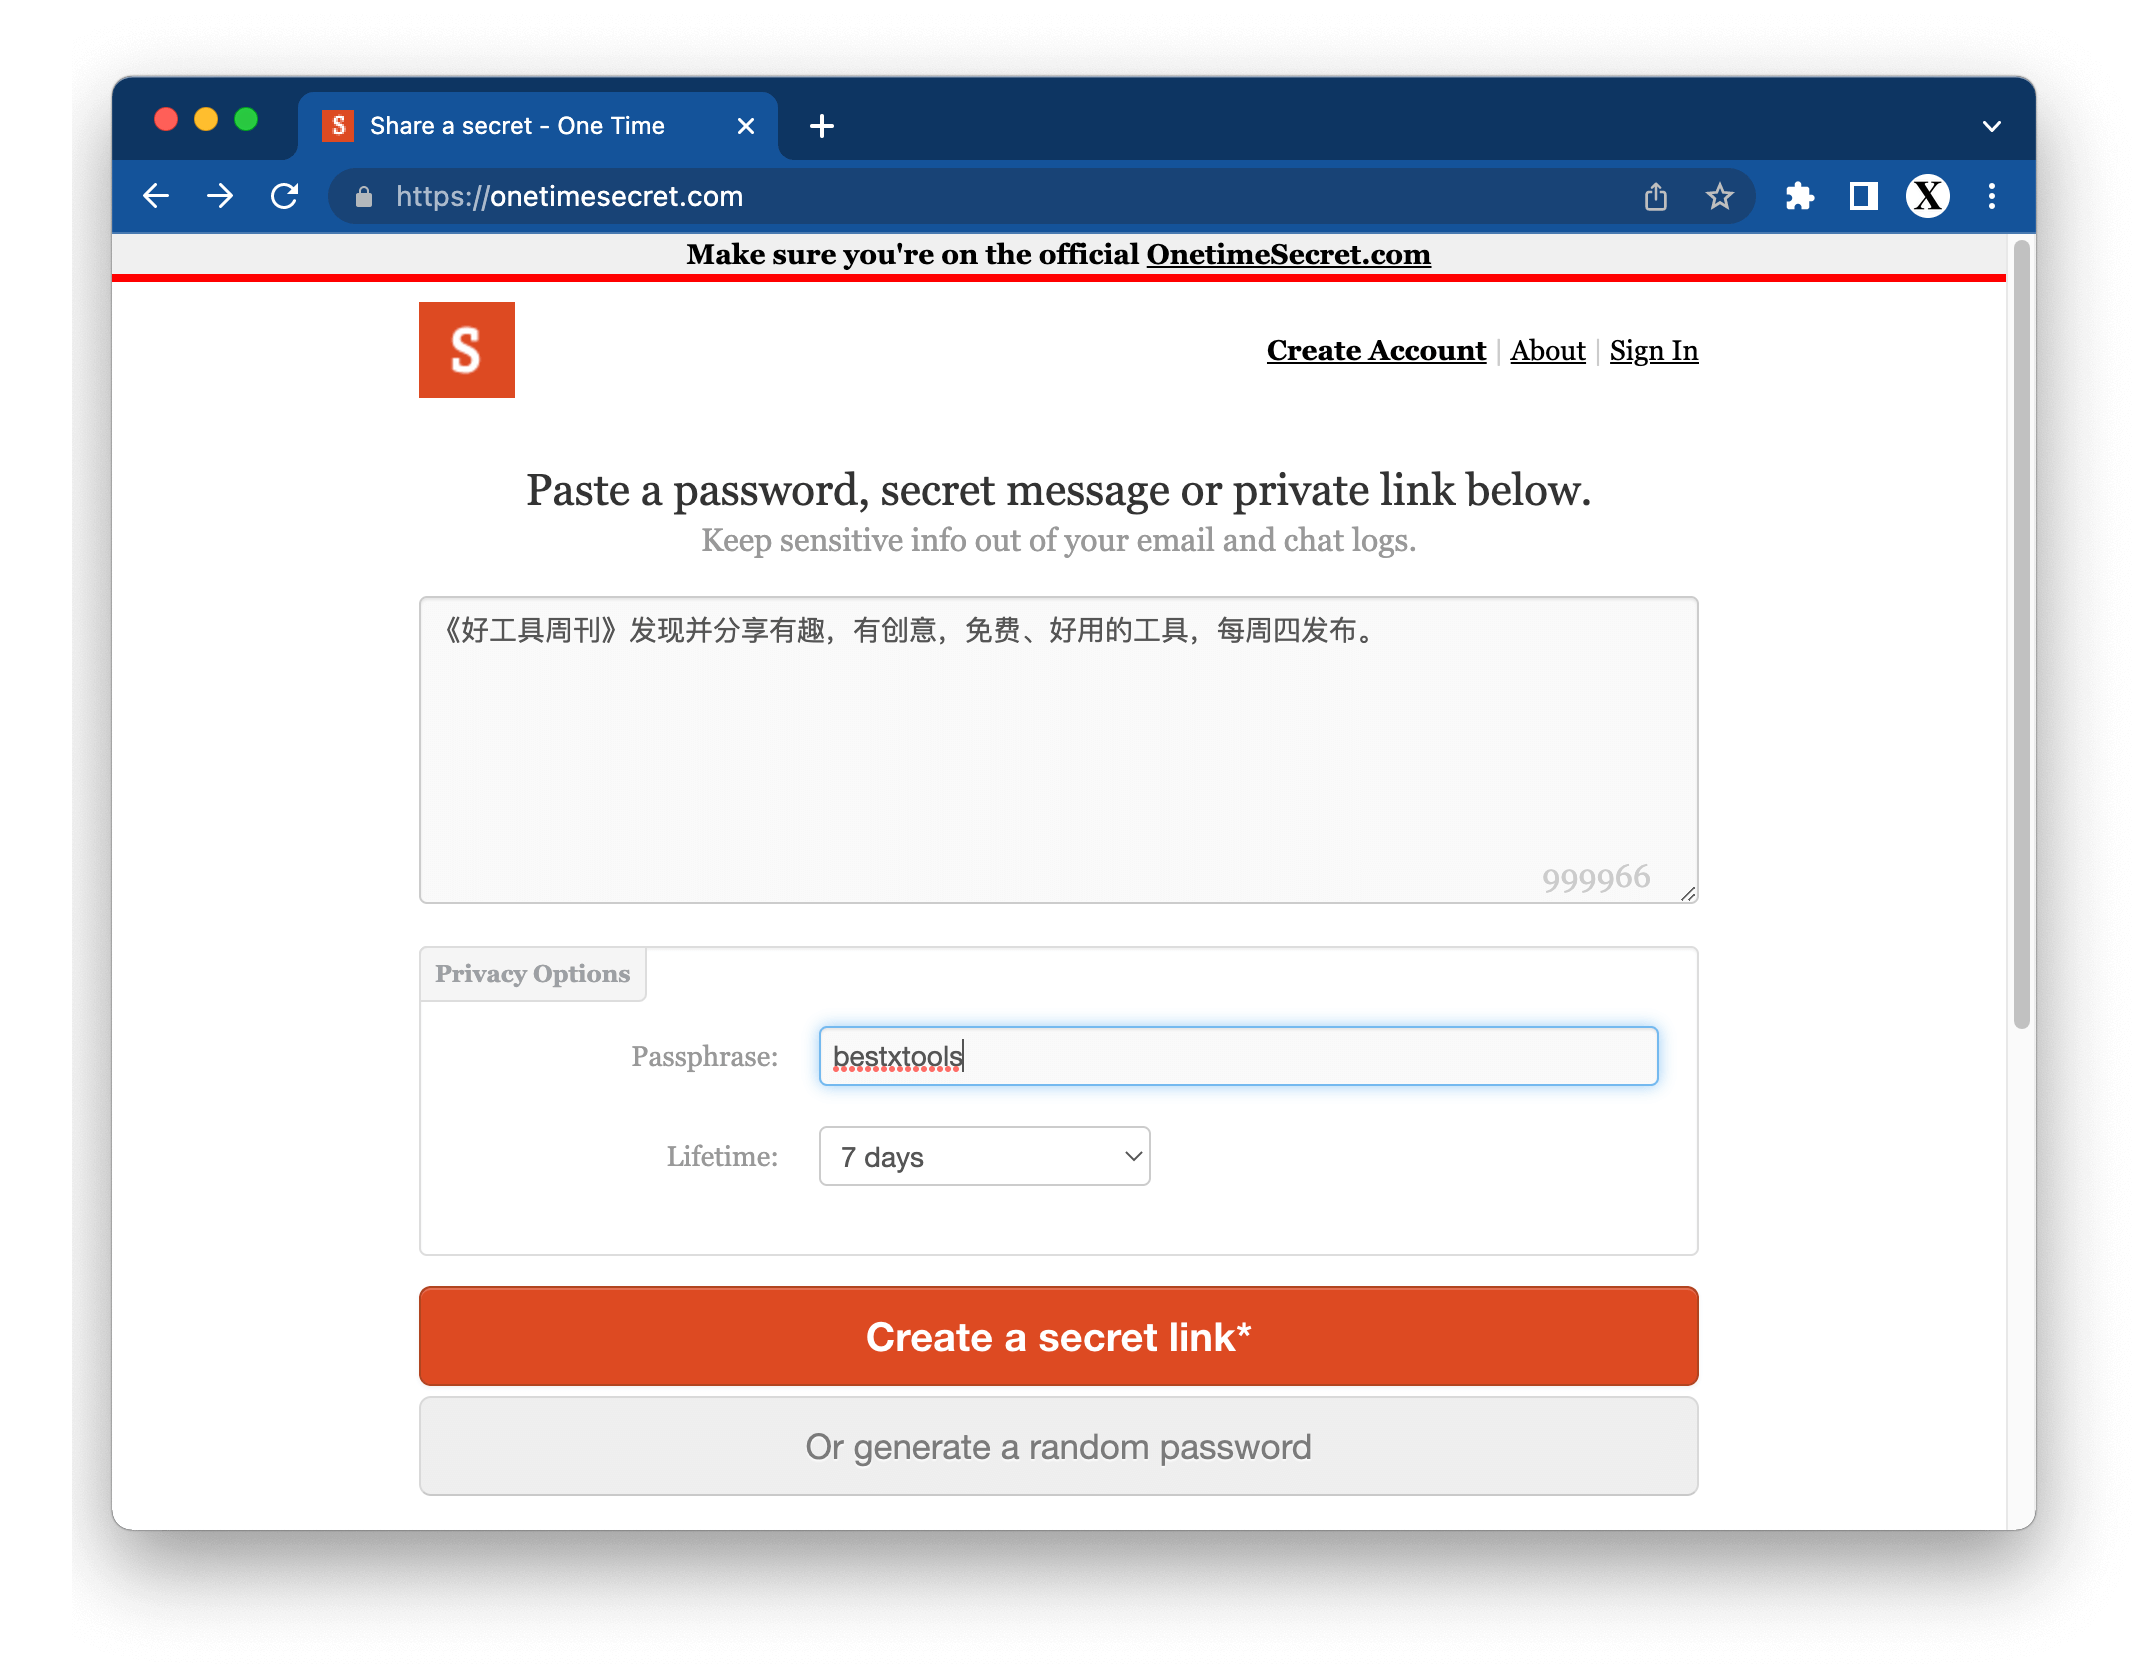 S Share a secret - One Time
https://onetimesecret.com
X
Make sure you're on the official OnetimeSecret.com
S
Create Account | About | Sign In
Paste a password, secret message or private link below.
Keep sensitive info out of your email and chat logs.
《好工具周刊》发现并分享有趣，有创意，免费、好用的工具，每周四发布。
999966
Privacy Options
Passphrase: bestxtools
Lifetime: 7 days
Create a secret link*
Or generate a random password